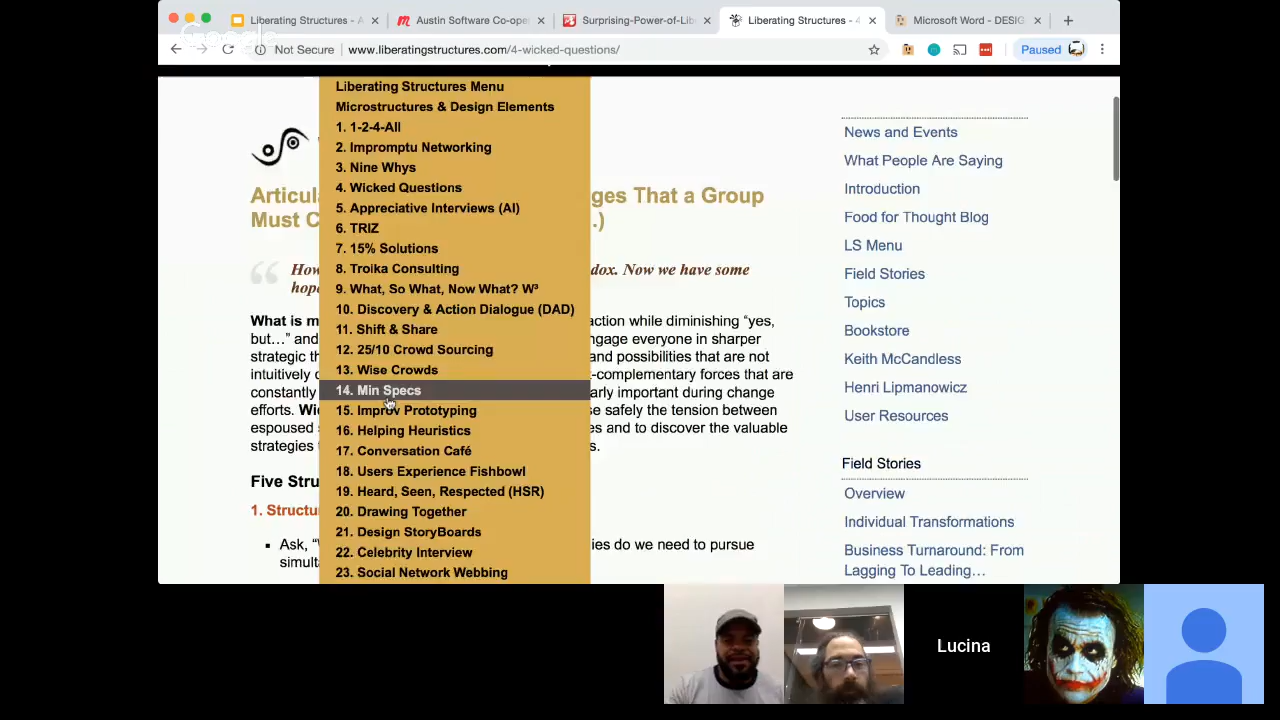 Liberating Structures - A
Austin Software Co-oper
Surprising-Power-of-Lib
Liberating Structures - 4
Microsoft Word - DESIG
Google
Not Secure
www.liberatingstructures.com/4-wicked-questions/
Paused
Liberating Structures Menu
Microstructures & Design Elements
1. 1-2-4-All
2. Impromptu Networking
3. Nine Whys
4. Wicked Questions
5. Appreciative Interviews (AI)
6. TRIZ
7. 15% Solutions
8. Troika Consulting
9. What, So What, Now What? W³
10. Discovery & Action Dialogue (DAD)
11. Shift & Share
12. 25/10 Crowd Sourcing
13. Wise Crowds
14. Min Specs
15. Improv Prototyping
16. Helping Heuristics
17. Conversation Café
18. Users Experience Fishbowl
19. Heard, Seen, Respected (HSR)
20. Drawing Together
21. Design StoryBoards
22. Celebrity Interview
23. Social Network Webbing
Articula ges That a Group
Must C .)
How dox. Now we have some
hope
What is m action while diminishing “yes,
but…” and engage everyone in sharper
strategic th and possibilities that are not
intuitively -complementary forces that are
constantly arly important during change
efforts. Wi se safely the tension between
espoused es and to discover the valuable
strategies s.
Five Stru
1. Structu
Ask, “ ies do we need to pursue
simult
News and Events
What People Are Saying
Introduction
Food for Thought Blog
LS Menu
Field Stories
Topics
Bookstore
Keith McCandless
Henri Lipmanowicz
User Resources
Field Stories
Overview
Individual Transformations
Business Turnaround: From
Lagging To Leading…
Lucina